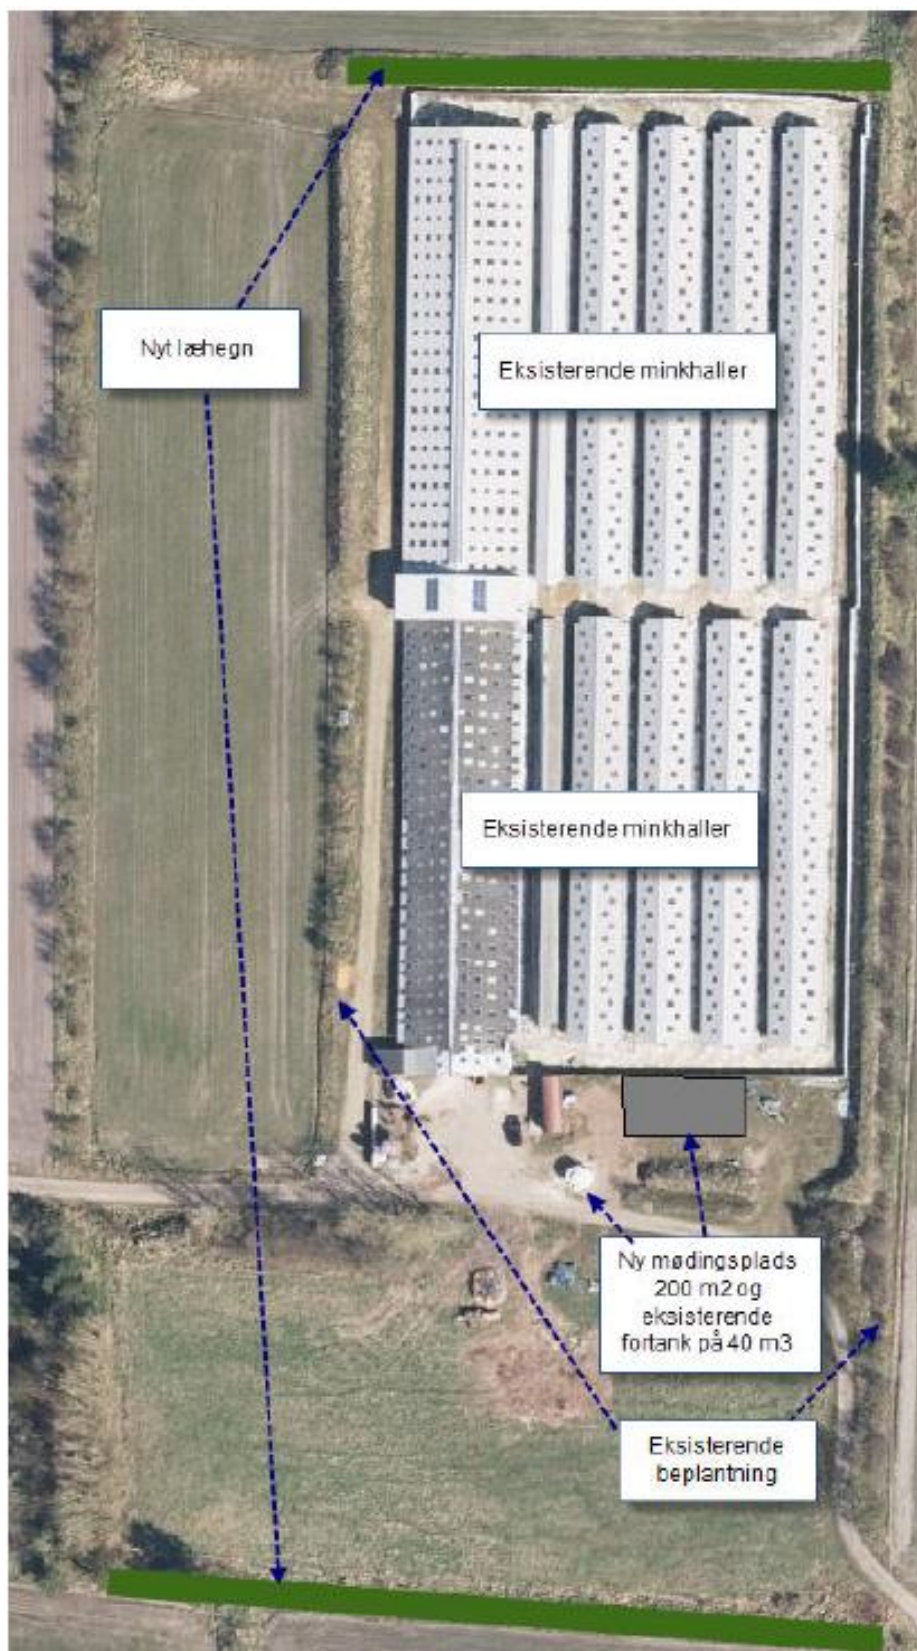 Nyt læhegn
Eksisterende minkhaller
Eksisterende minkhaller
Ny mødingsplads
200 m2 og
eksisterende
fortank på 40 m3
Eksisterende
beplantning